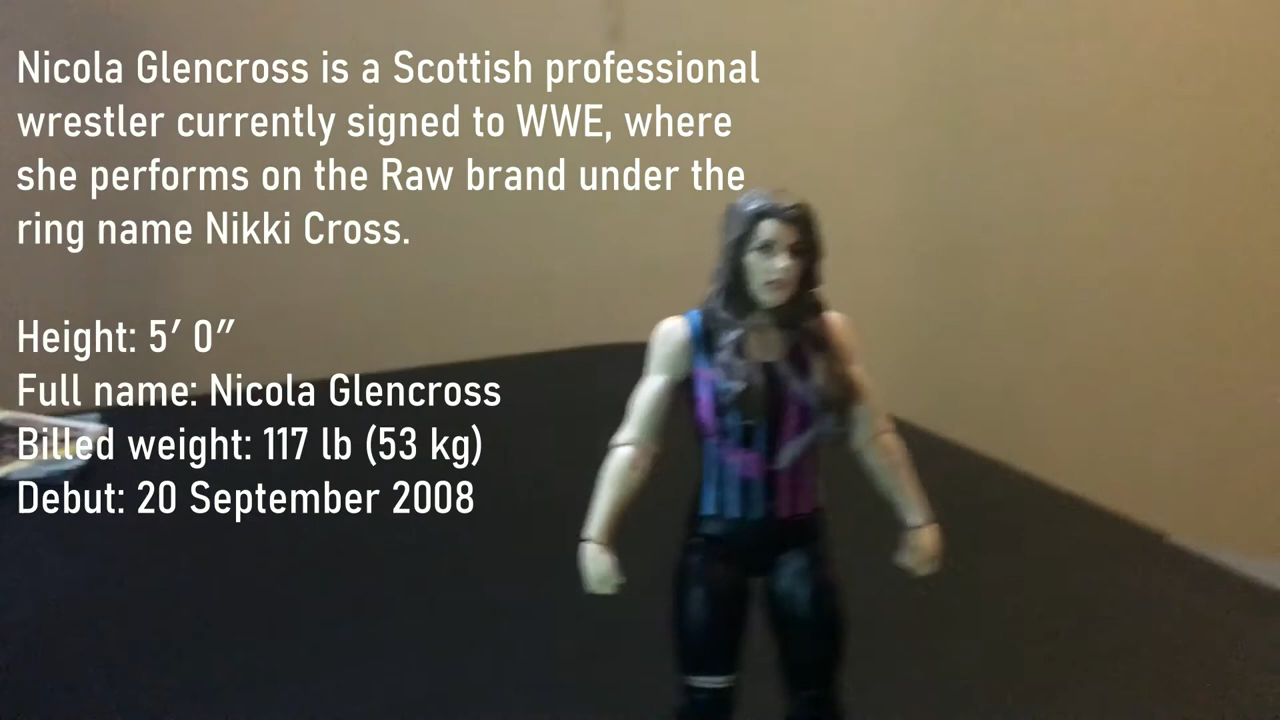 Nicola Glencross is a Scottish professional
wrestler currently signed to WWE, where
she performs on the Raw brand under the
ring name Nikki Cross.
Height: 5′ 0″
Full name: Nicola Glencross
Billed weight: 117 lb (53 kg)
Debut: 20 September 2008